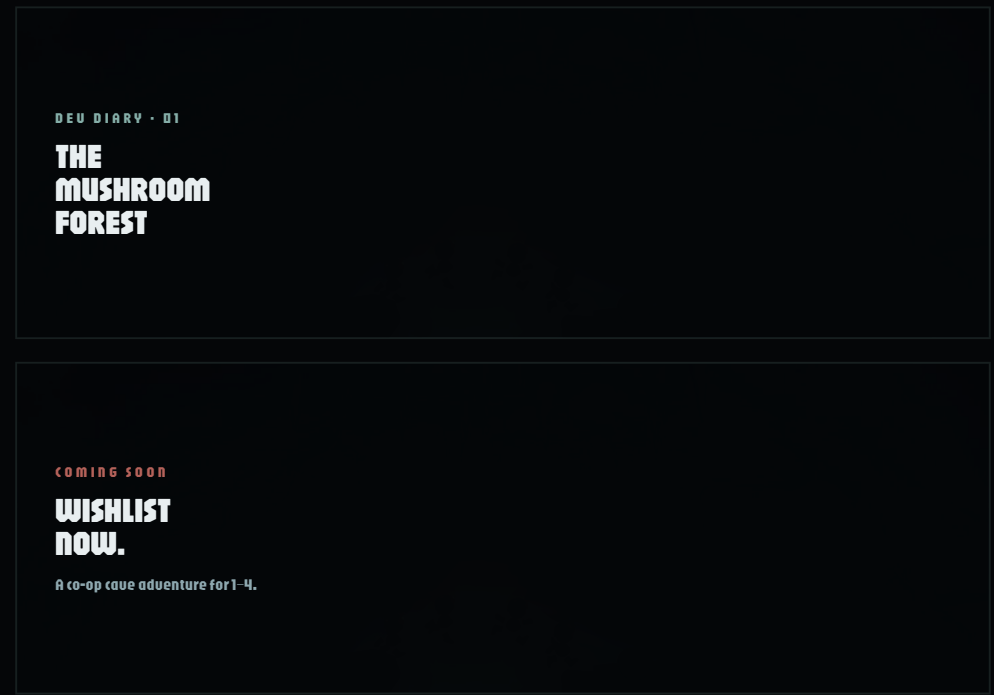 DEV DIARY · 01
THE
MUSHROOM
FOREST
COMING SOON
WISHLIST
NOW.
A co-op cave adventure for 1–4.